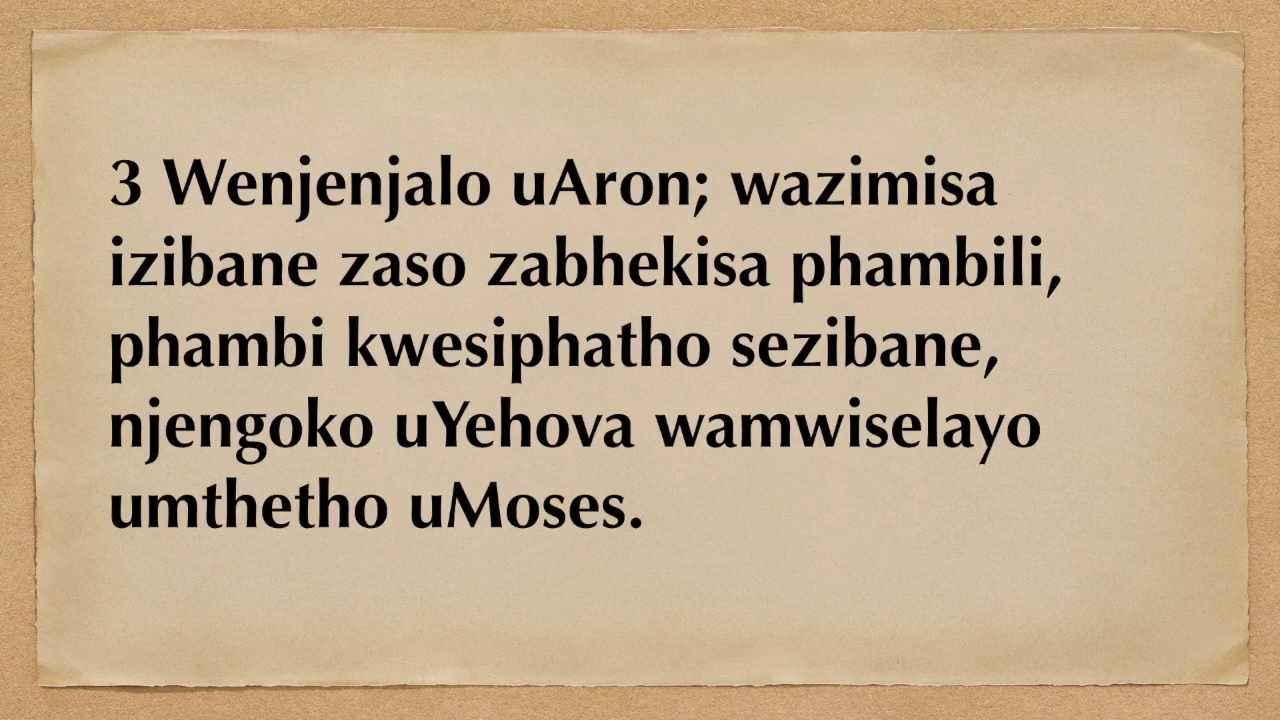 3 Wenjenjalo uAron; wazimisa
izibane zaso zabhekisa phambili,
phambi kwesiphatho sezibane,
njengoko uYehova wamwiselayo
umthetho uMoses.